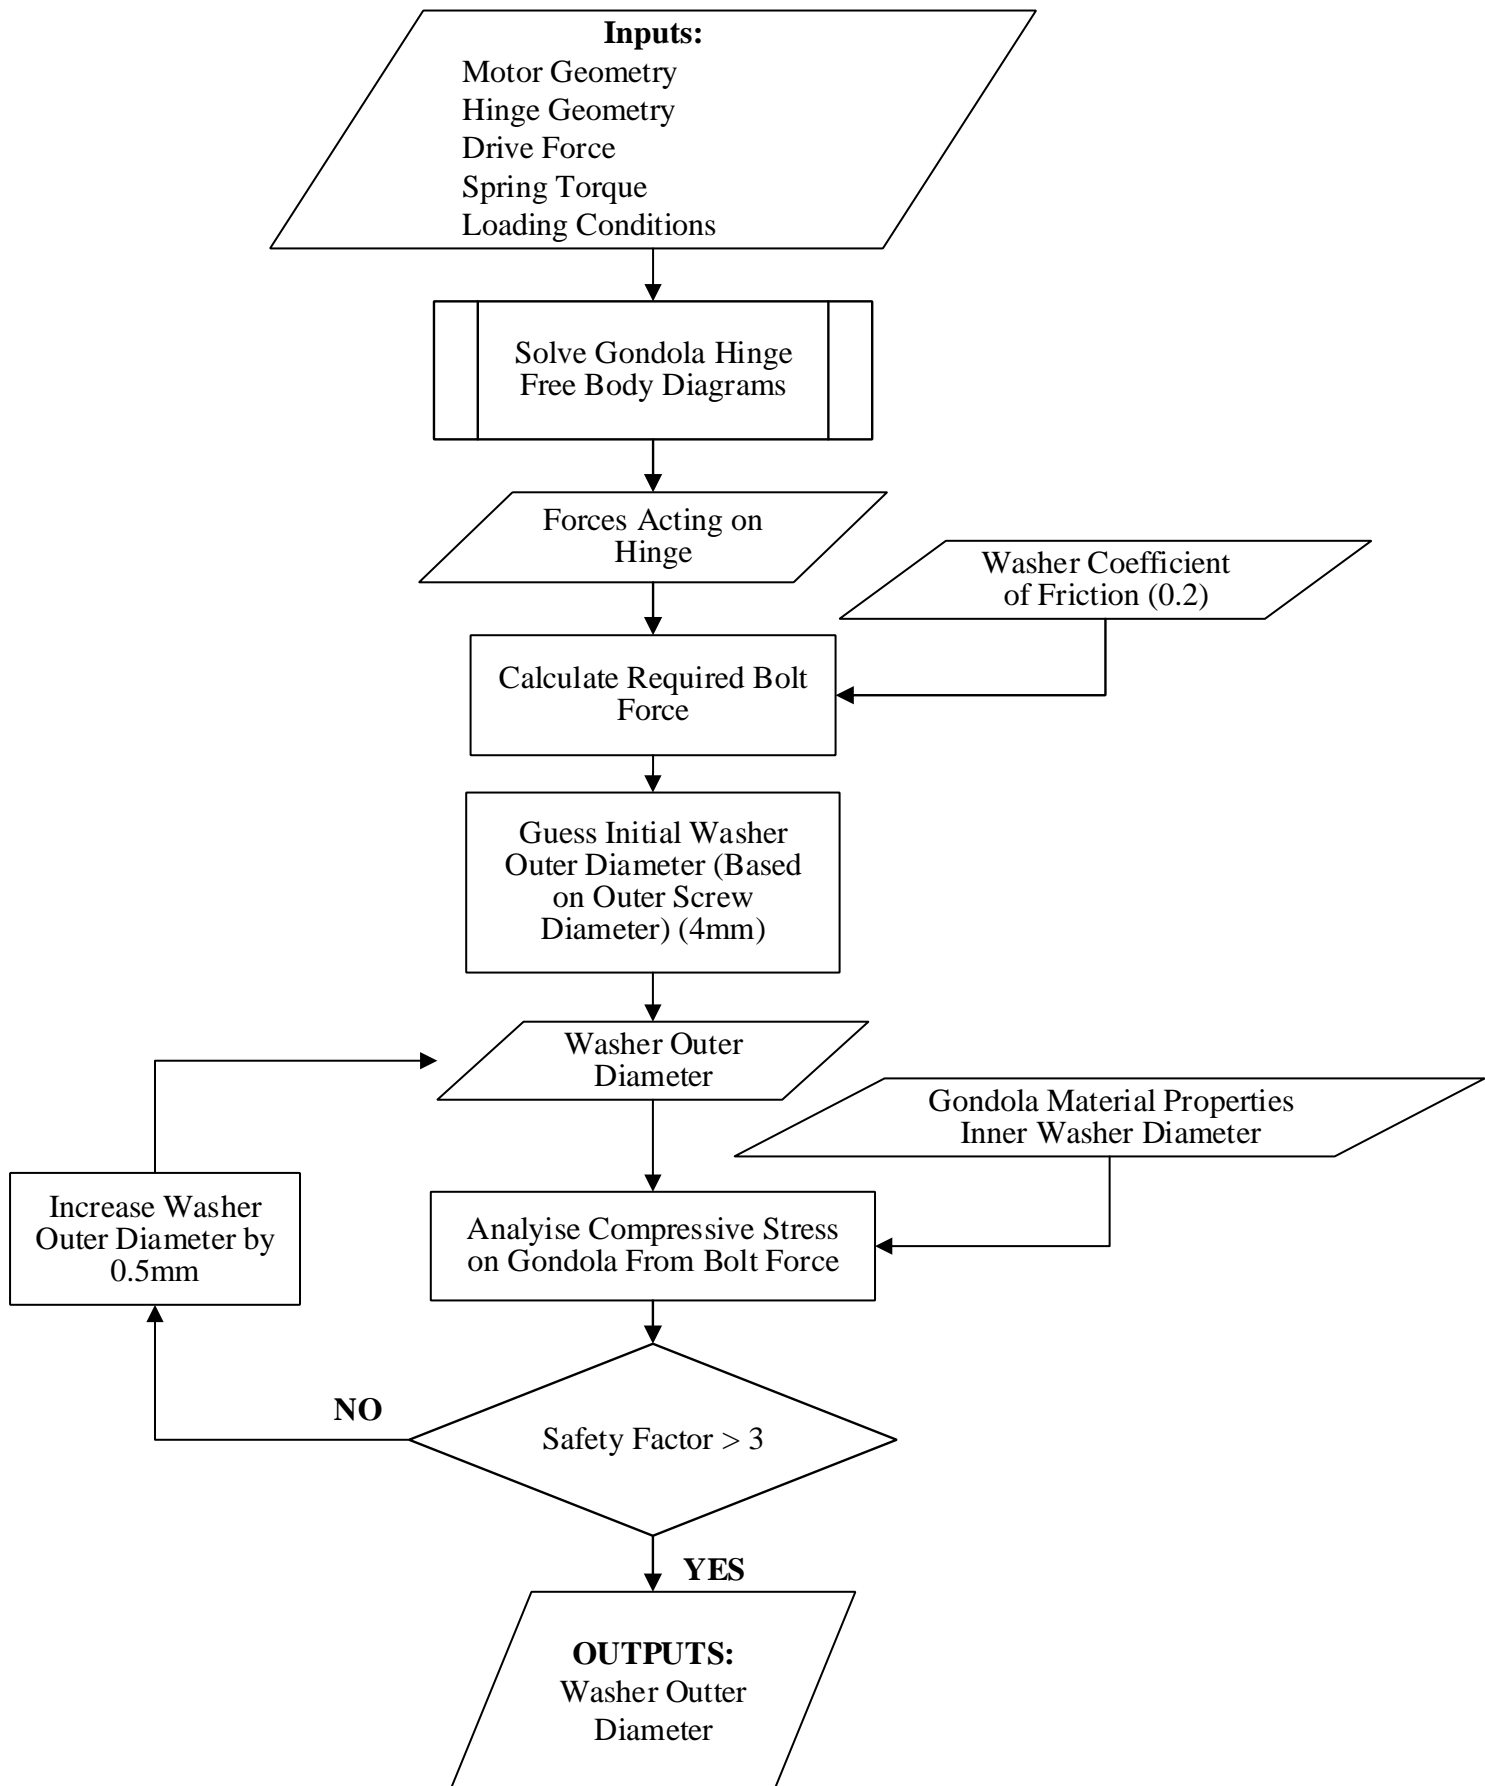 Inputs:
Motor Geometry
Hinge Geometry
Drive Force
Spring Torque
Loading Conditions
Solve Gondola Hinge
Free Body Diagrams
Forces Acting on
Hinge
Washer Coefficient
of Friction (0.2)
Calculate Required Bolt
Force
Guess Initial Washer
Outer Diameter (Based
on Outer Screw
Diameter) (4mm)
Washer Outer
Diameter
Gondola Material Properties
Inner Washer Diameter
Increase Washer
Outer Diameter by
0.5mm
Analyise Compressive Stress
on Gondola From Bolt Force
NO
Safety Factor > 3
YES
OUTPUTS:
Washer Outter
Diameter